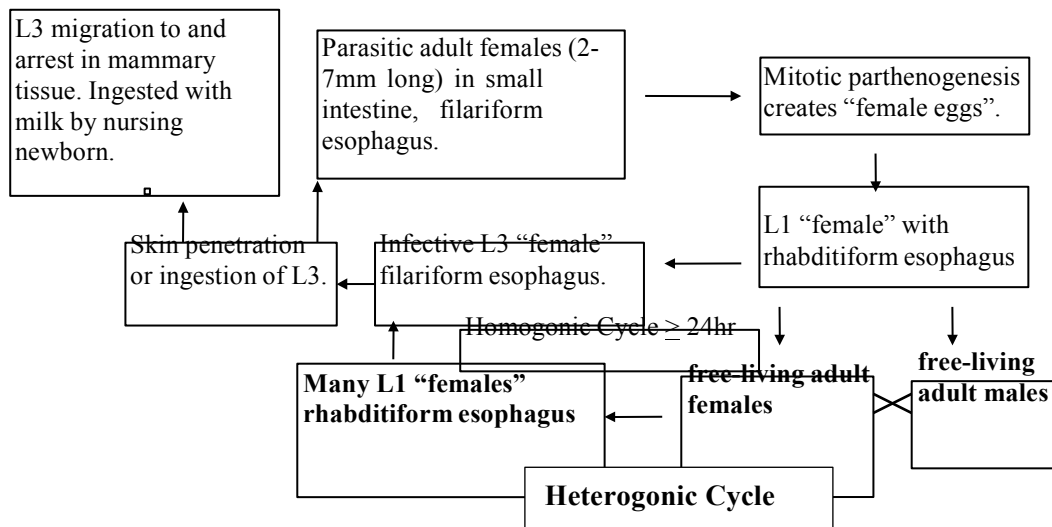 L3 migration to and
arrest in mammary
tissue. Ingested with
milk by nursing
newborn.
Parasitic adult females (2-
7mm long) in small
intestine, filariform
esophagus.
Mitotic parthenogenesis
creates “female eggs”.
L1 “female” with
rhabditiform esophagus
Skin penetration
or ingestion of L3.
Infective L3 “female”
filariform esophagus.
Homogonic Cycle ≥ 24hr
Many L1 “females”
rhabditiform esophagus
free-living adult
females
free-living
adult males
Heterogonic Cycle